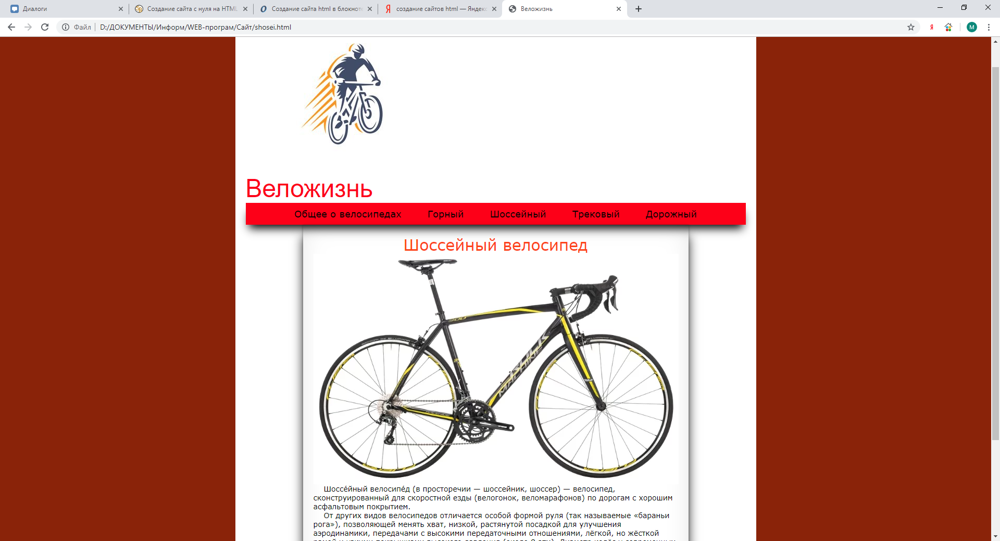 Диалоги
Создание сайта с нуля на HTML
Создание сайта html в блокноте
создание сайтов html — Яндекс
Веложизнь
Файл
D:/ДОКУМЕНТЫ/Информ/WEB-програм/Сайт/shosei.html
Я
М
Веложизнь
Общее о велосипедах Горный Шоссейный Трековый Дорожный
Шоссейный велосипед
Шоссе́йный велосипе́д (в просторечии — шоссейник, шоссер) — велосипед,
сконструированный для скоростной езды (велогонок, веломарафонов) по дорогам с хорошим
асфальтовым покрытием.
От других видов велосипедов отличается особой формой руля (так называемые «бараньи
рога»), позволяющей менять хват, низкой, растянутой посадкой для улучшения
аэродинамики, передачами с высокими передаточными отношениями, лёгкой, но жёсткой